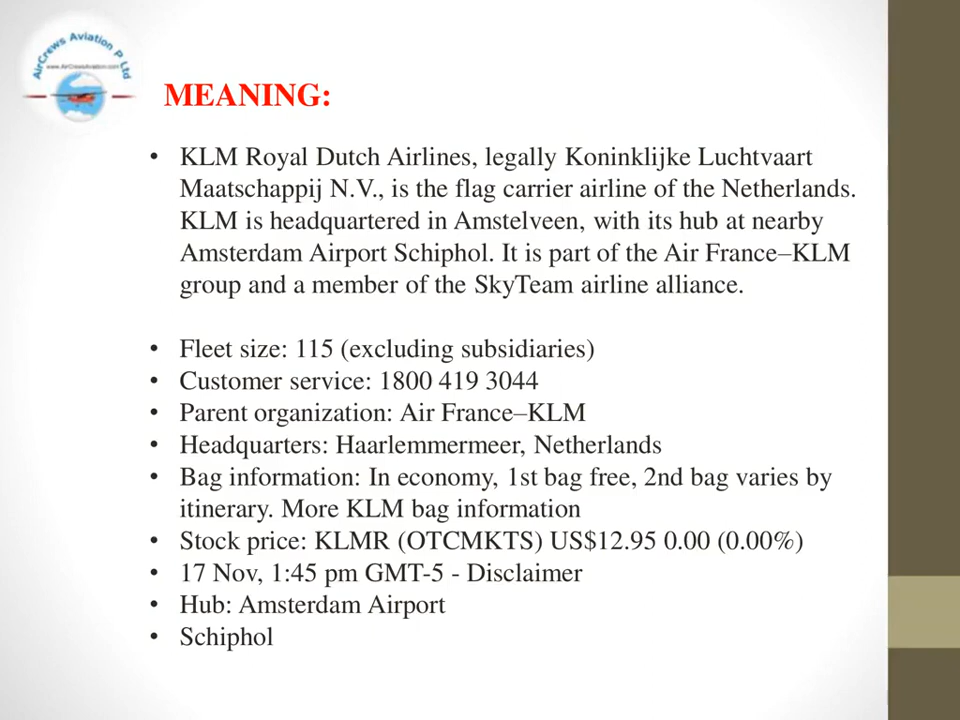 AirCrews Aviation P Ltd
www.AirCrewsAviation.com
MEANING:
• KLM Royal Dutch Airlines, legally Koninklijke Luchtvaart
Maatschappij N.V., is the flag carrier airline of the Netherlands.
KLM is headquartered in Amstelveen, with its hub at nearby
Amsterdam Airport Schiphol. It is part of the Air France–KLM
group and a member of the SkyTeam airline alliance.
• Fleet size: 115 (excluding subsidiaries)
• Customer service: 1800 419 3044
• Parent organization: Air France–KLM
• Headquarters: Haarlemmermeer, Netherlands
• Bag information: In economy, 1st bag free, 2nd bag varies by
itinerary. More KLM bag information
• Stock price: KLMR (OTCMKTS) US$12.95 0.00 (0.00%)
• 17 Nov, 1:45 pm GMT-5 - Disclaimer
• Hub: Amsterdam Airport
• Schiphol